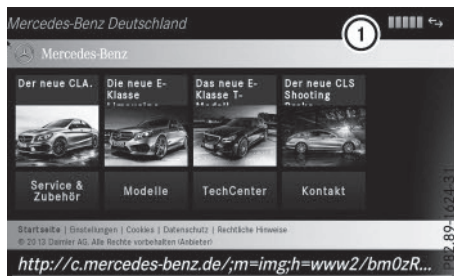 Mercedes-Benz Deutschland
1
Mercedes-Benz
Der neue CLA.
Die neue E-
Klasse
Limousine
Das neue E-
Klasse T-
Modell
Der neue CLS
Shooting
Brake
Service &
Zubehör
Modelle
TechCenter
Kontakt
Startseite | Einstellungen | Cookies | Datenschutz | Rechtliche Hinweise
© 2013 Daimler AG. Alle Rechte vorbehalten (Anbieter)
http://c.mercedes-benz.de/;m=img;h=www2/bm0zR...
P82.89-1624-31